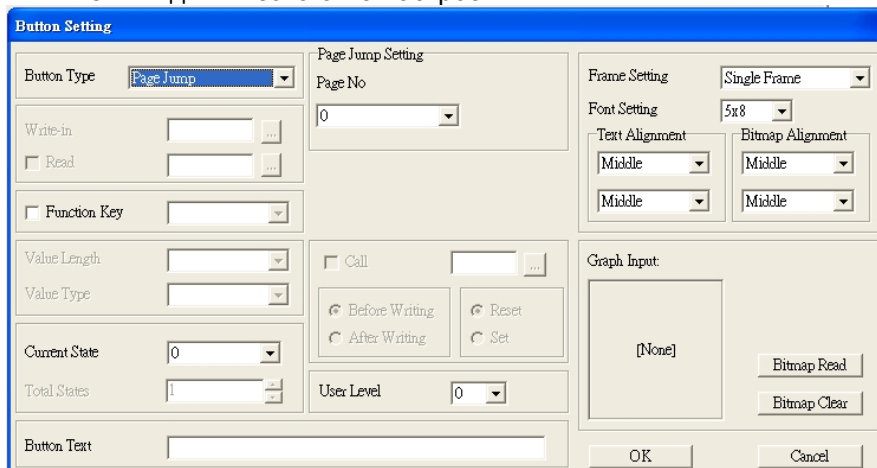 Button Setting
Button Type
Page Jump
Write-in
...
Read
...
Function Key
Value Length
Value Type
Current State
0
Total States
1
Button Text
Page Jump Setting
Page No
0
Call
...
Before Writing
After Writing
Reset
Set
User Level
0
Frame Setting
Single Frame
Font Setting
5x8
Text Alignment
Middle
Middle
Bitmap Alignment
Middle
Middle
Graph Input:
[None]
Bitmap Read
Bitmap Clear
OK
Cancel